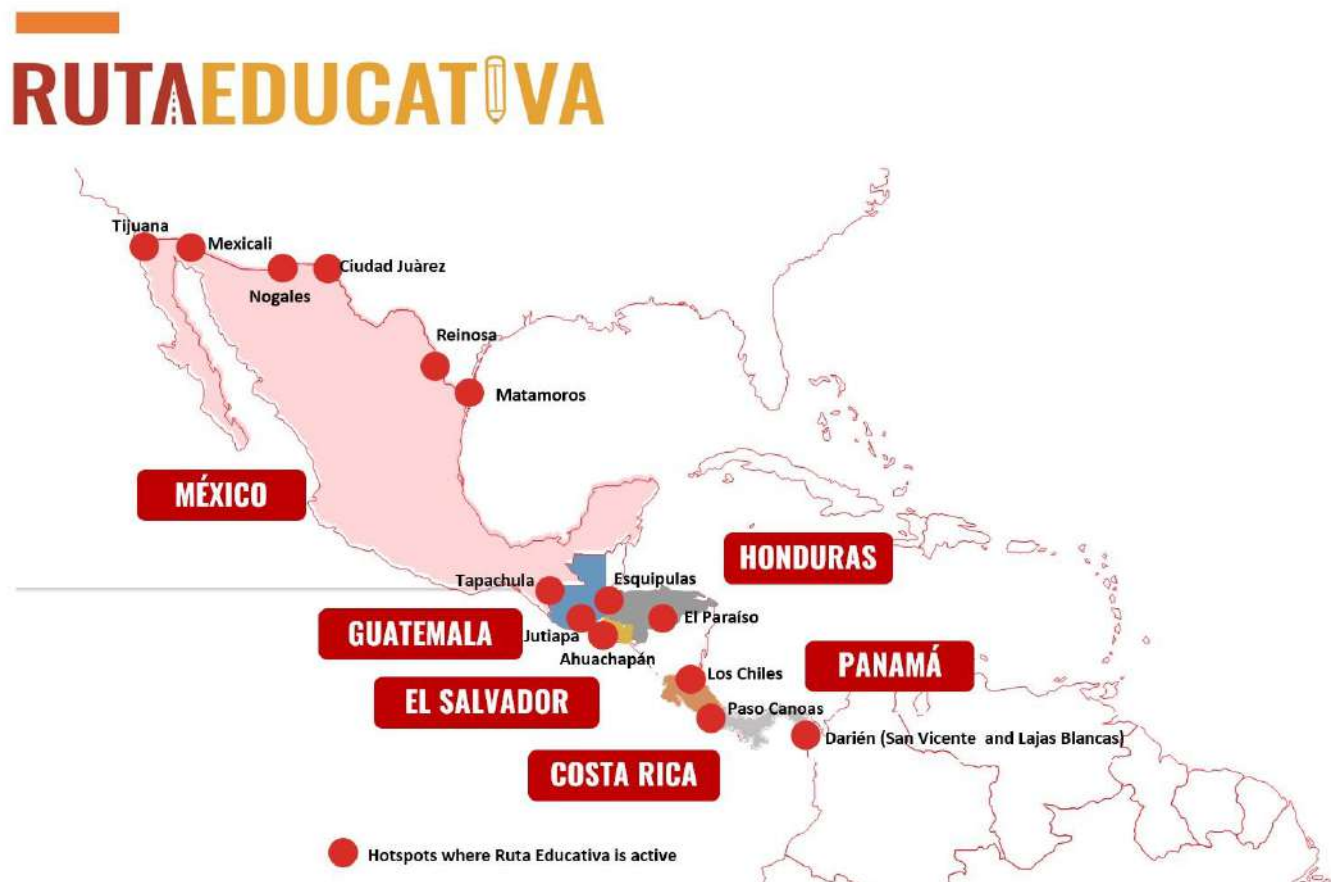 RUTAEDUCATIVA
Tijuana
Mexicali
Ciudad Juàrez
Nogales
Reinosa
Matamoros
MÉXICO
HONDURAS
Tapachula
Esquipulas
El Paraíso
GUATEMALA
Jutiapa
Ahuachapán
Los Chiles
PANAMÁ
EL SALVADOR
Paso Canoas
Darién (San Vicente and Lajas Blancas)
COSTA RICA
Hotspots where Ruta Educativa is active